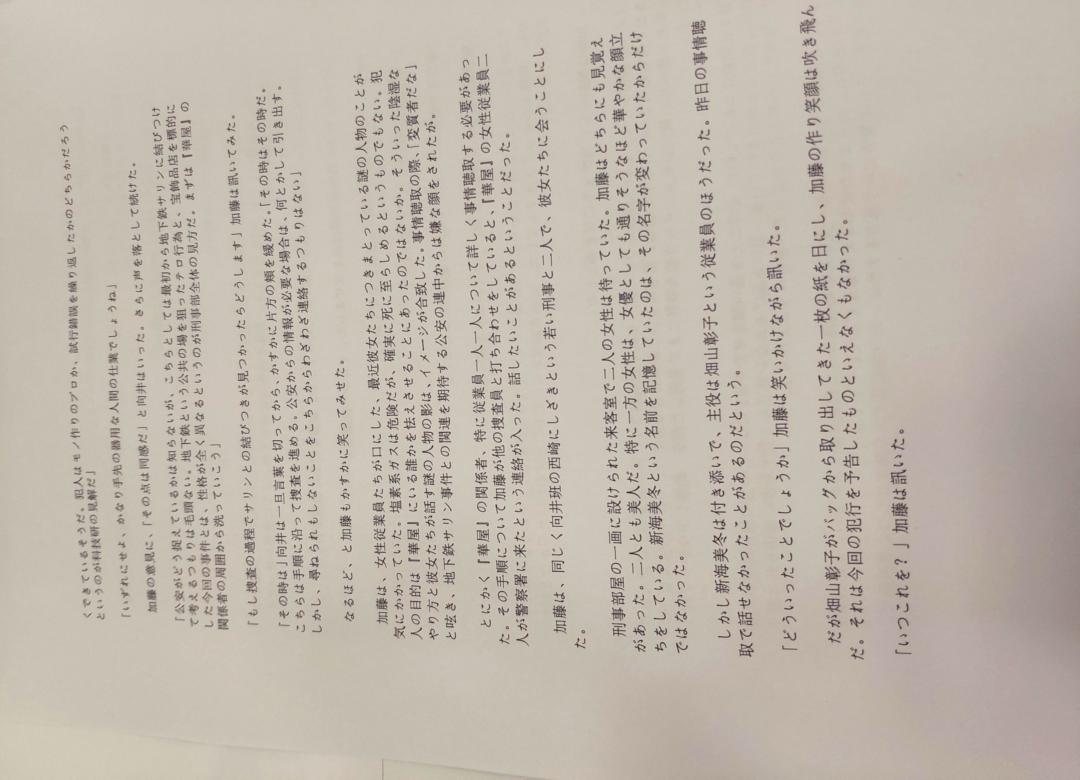 くできているそうだ。犯人はモノ作りのプロか、試行錯誤を繰り返したかのどちらかだろう
というのが科技研の見解だ」
「いずれにせよ、かなり手先の器用な人間の仕業でしょうね」
加藤の意見に、「その点は同感だ」と向井はいった。さらに声を落として続けた。
「公安がどう捉えているかは知らないが、こちらとしては最初から地下鉄サリンに結びつけ
て考えるつもりは毛頭ない。地下鉄という公共の場を狙ったテロ行為と、宝飾品店を標的に
した今回の事件とは、性格が全く異なるというのが刑事部全体の見方だ。まずは『華屋』の
関係者の周囲から洗っていこう」
「もし捜査の過程でサリンとの結びつきが見つかったらどうします」加藤は訊いてみた。
「その時は」向井は一旦言葉を切ってから、かすかに片方の頬を緩めた。「その時はその時だ。
こちらは手順に沿って捜査を進める。公安からの情報が必要な場合は、何とかして引き出す。
しかし、尋ねられもしないことをこちらからわざわざ連絡するつもりはない」
なるほど、と加藤もかすかに笑ってみせた。
加藤は、女性従業員たちが口にした、最近彼女たちにつきまとっている謎の人物のことが
気にかかっていた。塩素系ガスは危険だが、確実に死に至らしめるというものでもない。犯
人の目的は『華屋』にいる誰かを怯えさせることにあったのではないか。そういった陰湿な
やり方と彼女たちが話す謎の人物の影は、イメージが合致した。事情聴取の際、「変質者だな」
と呟き、地下鉄サリン事件との関連を期待する公安の連中からは嫌な顔をされたが。
とにかく『華屋』の関係者、特に従業員一人一人について詳しく事情聴取する必要があっ
た。その手順について加藤が他の捜査員と打ち合わせをしていると、『華屋』の女性従業員二
人が警察署に来たという連絡が入った。話したいことがあるということだった。
加藤は、同じく向井班の西崎にしざきという若い刑事と二人で、彼女たちに会うことにし
た。
刑事部屋の一画に設けられた来客室で二人の女性は待っていた。加藤はどちらにも見覚え
があった。二人とも美人だ。特に一方の女性は、女優としても通りそうなほど華やかな顔立
ちをしている。新海美冬という名前を記憶していたのは、その名字が変わっていたからだけ
ではなかった。
しかし新海美冬は付き添いで、主役は畑山彰子という従業員のほうだった。昨日の事情聴
取で話せなかったことがあるのだという。
「どういったことでしょうか」加藤は笑いかけながら訊いた。
だが畑山彰子がバッグから取り出してきた一枚の紙を目にし、加藤の作り笑顔は吹き飛ん
だ。それは今回の犯行を予告したものといえなくもなかった。
「いつこれを？」加藤は訊いた。